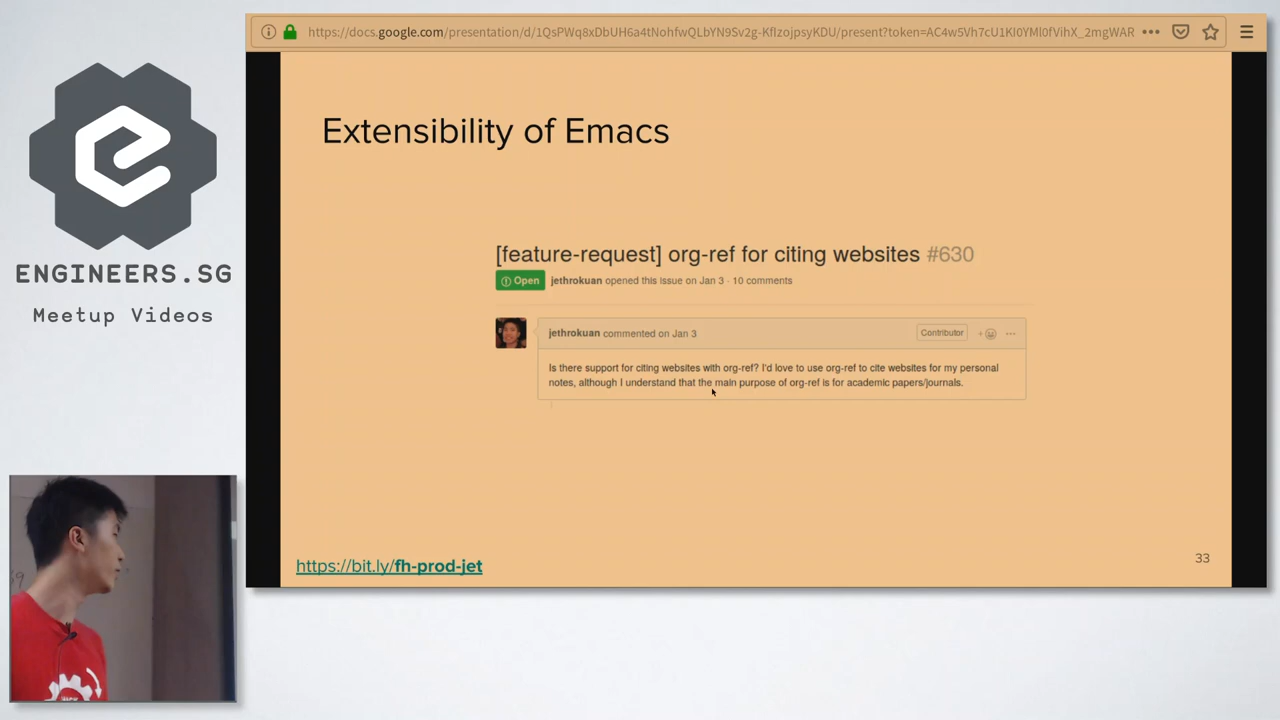 https://docs.google.com/presentation/d/1QsPWq8xDbUH6a4tNohfwQLbYN9Sv2g-KfIzojpsyKDU/present?token=AC4w5Vh7cU1KI0YMl0fVihX_2mgWAR
Extensibility of Emacs
[feature-request] org-ref for citing websites #630
Open jethrokuan opened this issue on Jan 3 · 10 comments
jethrokuan commented on Jan 3 Contributor
Is there support for citing websites with org-ref? I'd love to use org-ref to cite websites for my personal
notes, although I understand that the main purpose of org-ref is for academic papers/journals.
https://bit.ly/fh-prod-jet
33
ENGINEERS.SG
Meetup Videos